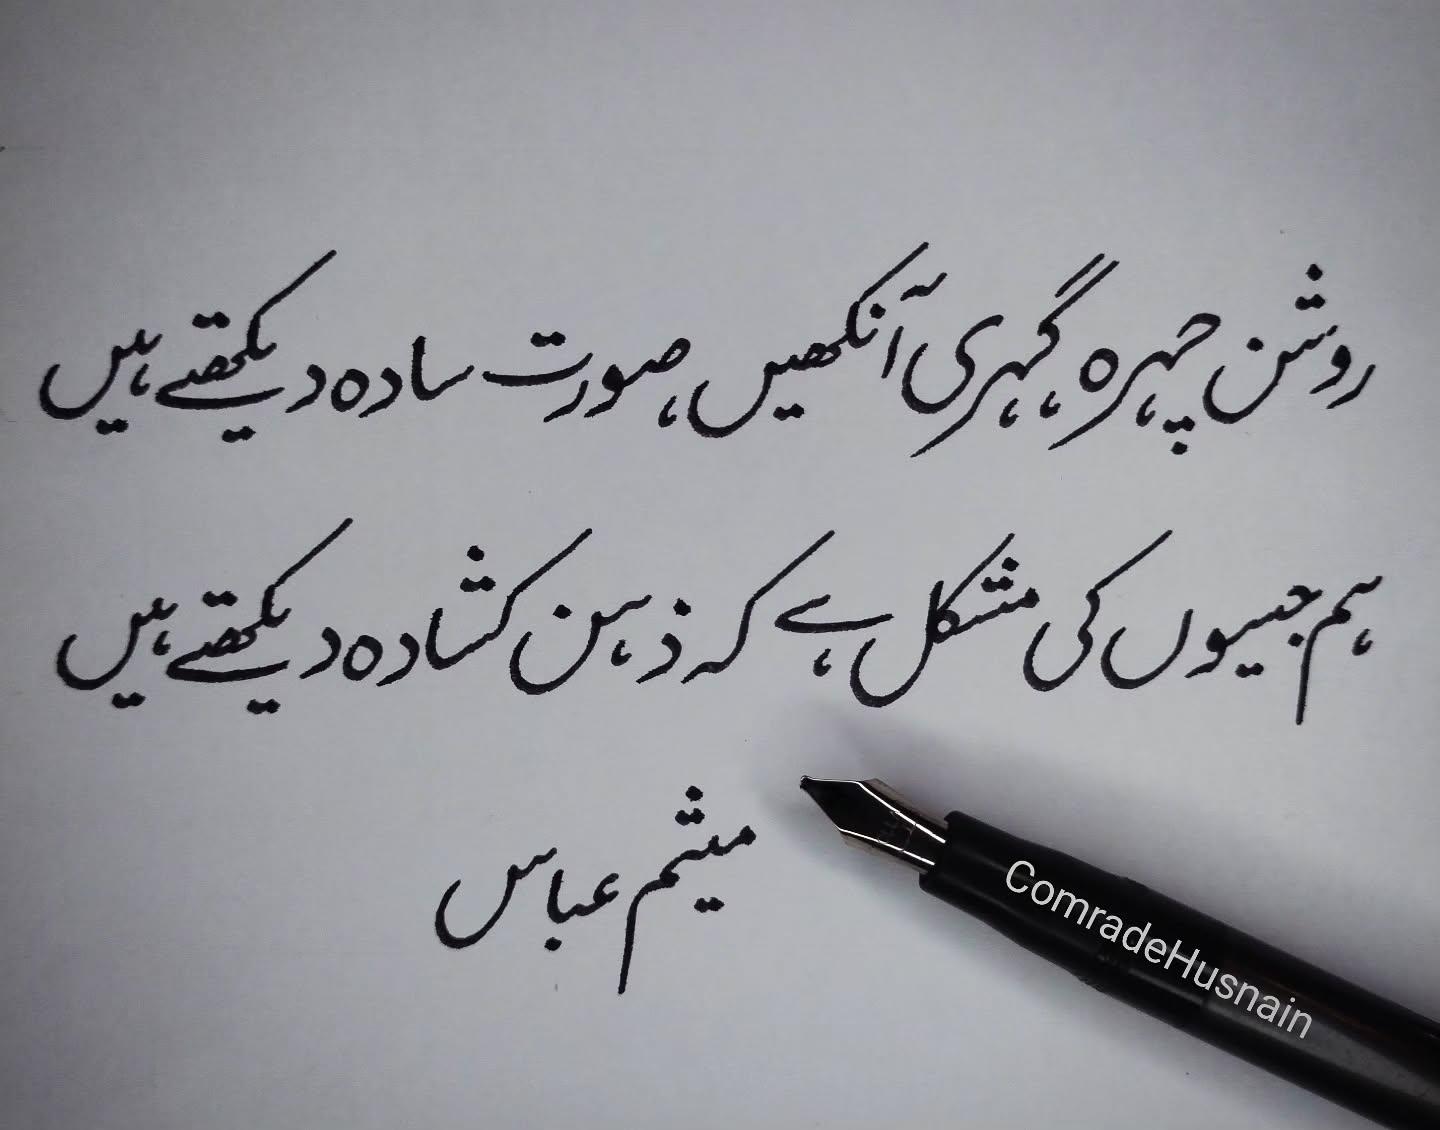 روشن چہرہ، گہری آنکھیں، صورت سادہ دیکھتے ہیں
ہم جیسوں کی مشکل ہے کہ ذہن کشادہ دیکھتے ہیں
میثم عباس
ComradeHusnain